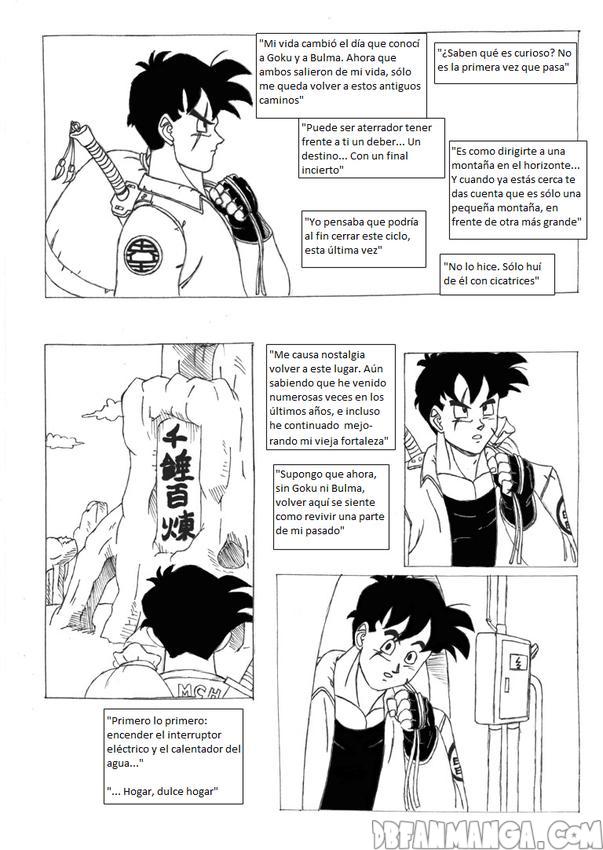 "Mi vida cambió el día que conocí
a Goku y a Bulma. Ahora que
ambos salieron de mi vida, sólo
me queda volver a estos antiguos
caminos"
"¿Saben qué es curioso? No
es la primera vez que pasa"
"Puede ser aterrador tener
frente a ti un deber... Un
destino... Con un final
incierto"
"Es como dirigirte a una
montaña en el horizonte...
Y cuando ya estás cerca te
das cuenta que es sólo una
pequeña montaña, en
frente de otra más grande"
"Yo pensaba que podría
al fin cerrar este ciclo,
esta última vez"
"No lo hice. Sólo huí
de él con cicatrices"
千錘百煉
MCH
"Me causa nostalgia
volver a este lugar. Aún
sabiendo que he venido
numerosas veces en los
últimos años, e incluso
he continuado mejo-
rando mi vieja fortaleza"
"Supongo que ahora,
sin Goku ni Bulma,
volver aquí se siente
como revivir una parte
de mi pasado"
"Primero lo primero:
encender el interruptor
eléctrico y el calentador del
agua..."
"... Hogar, dulce hogar"
DBFANMANGA.COM